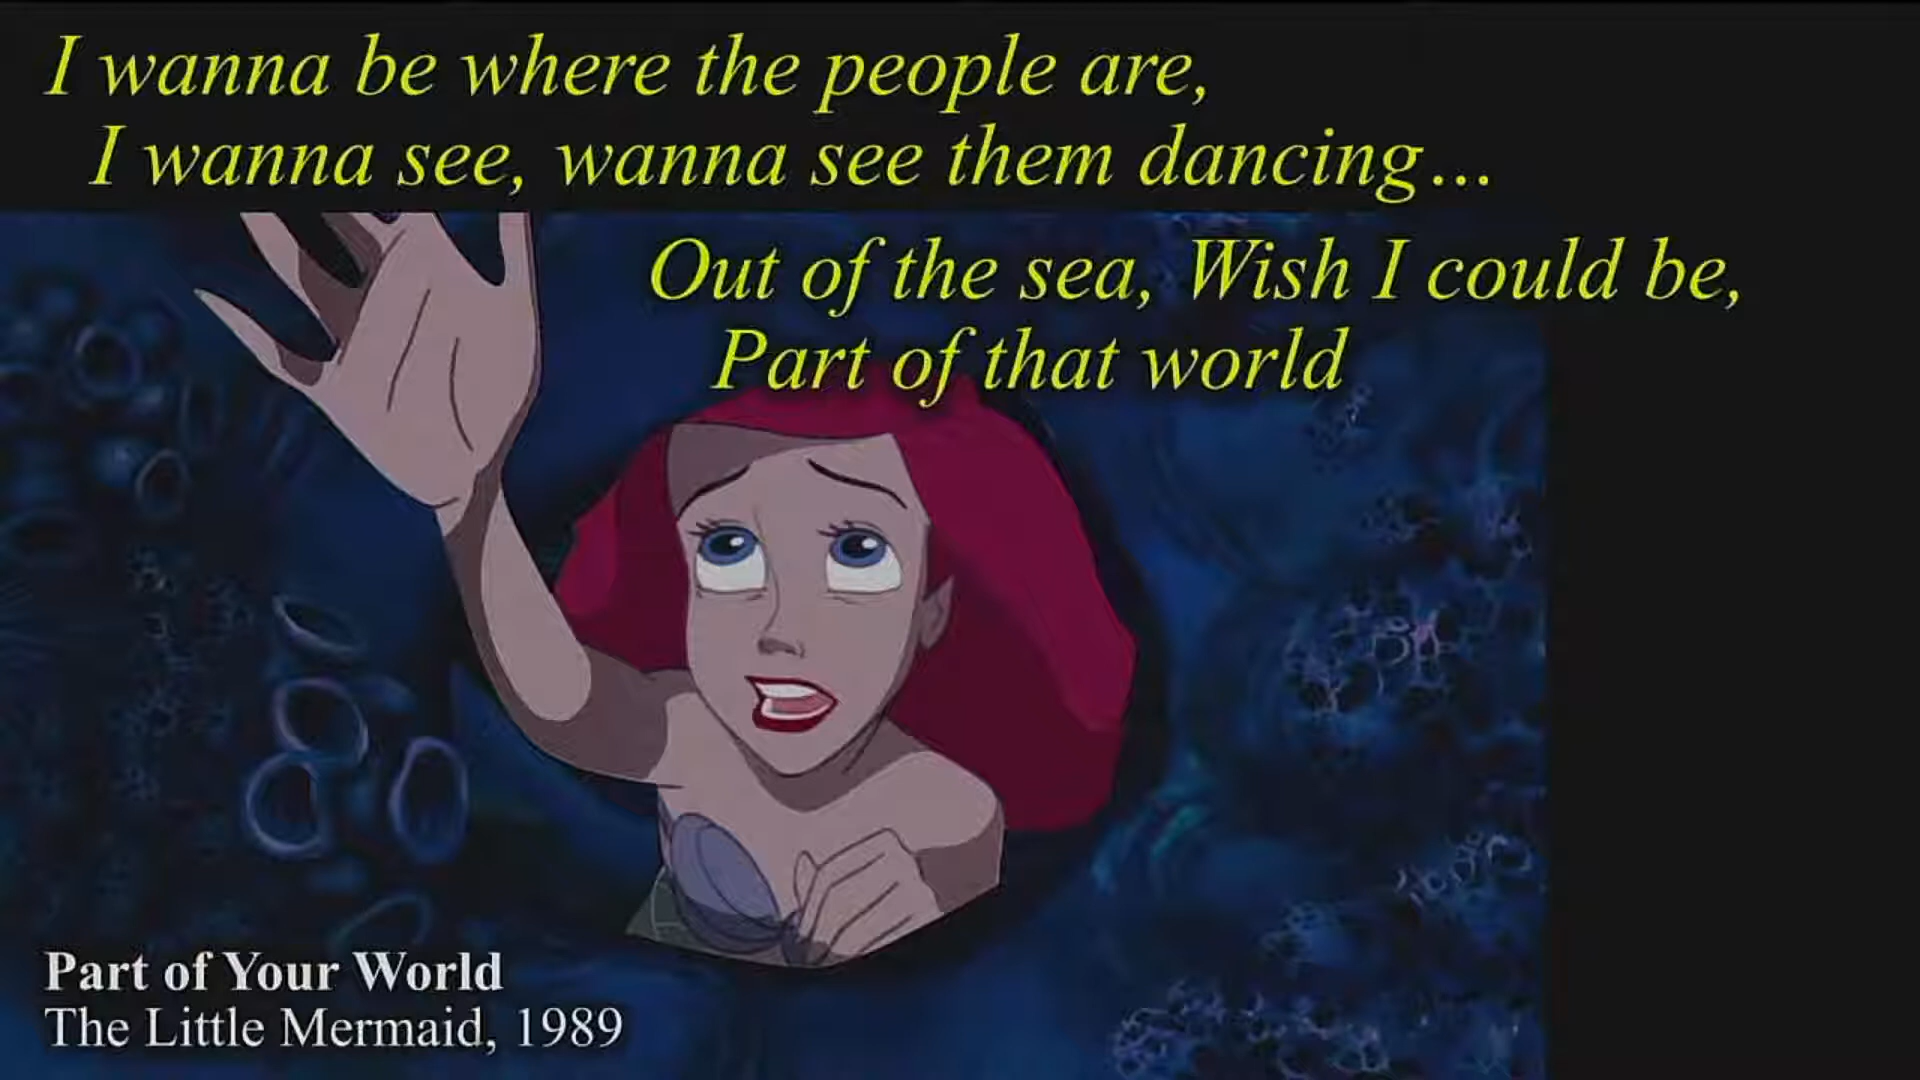 I wanna be where the people are,
I wanna see, wanna see them dancing...
Out of the sea, Wish I could be,
Part of that world
Part of Your World
The Little Mermaid, 1989